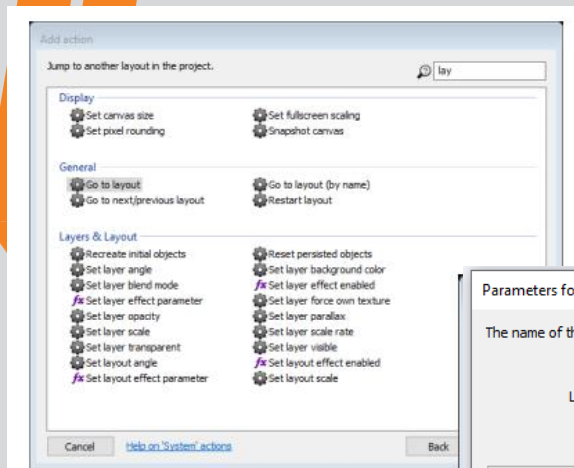 Add action
Jump to another layout in the project.
lay
Display
Set canvas size
Set fullscreen scaling
Set pixel rounding
Snapshot canvas
General
Go to layout
Go to layout (by name)
Go to next/previous layout
Restart layout
Layers & Layout
Recreate initial objects
Reset persisted objects
Set layer angle
Set layer background color
Set layer blend mode
fx Set layer effect enabled
fx Set layer effect parameter
Set layer force own texture
Set layer opacity
Set layer parallax
Set layer scale
Set layer scale rate
Set layer transparent
Set layer visible
Set layout angle
fx Set layout effect enabled
fx Set layout effect parameter
Set layout scale
Cancel
Help on 'System' actions
Back
Parameters fo
The name of th
L